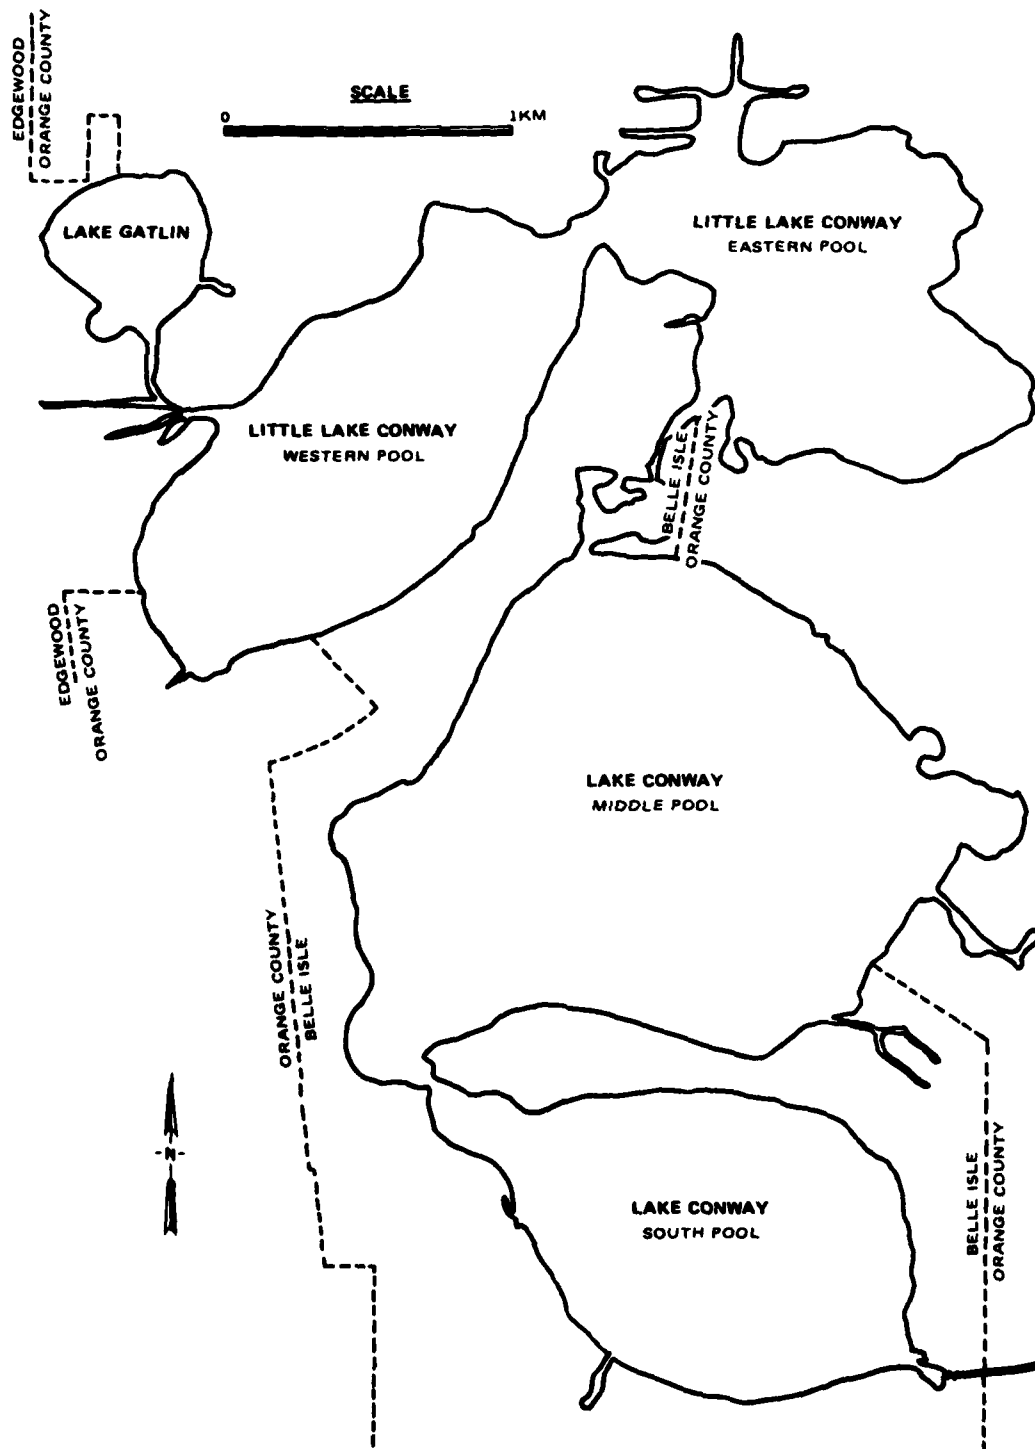 EDGEWOOD
ORANGE COUNTY
SCALE
0 1KM
LAKE GATLIN
LITTLE LAKE CONWAY
EASTERN POOL
LITTLE LAKE CONWAY
WESTERN POOL
BELLE ISLE
ORANGE COUNTY
EDGEWOOD
ORANGE COUNTY
LAKE CONWAY
MIDDLE POOL
ORANGE COUNTY
BELLE ISLE
-N-
LAKE CONWAY
SOUTH POOL
BELLE ISLE
ORANGE COUNTY